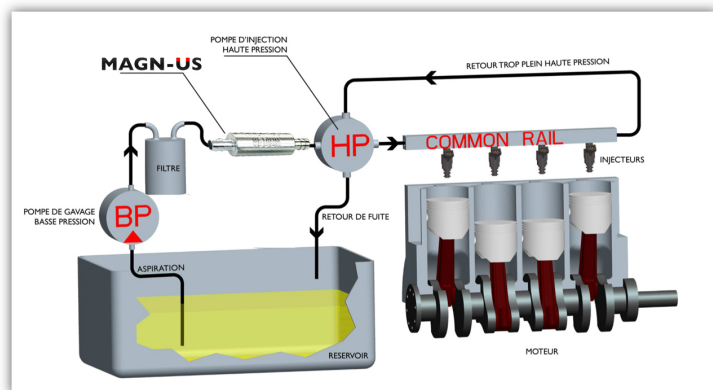 POMPE D'INJECTION
HAUTE PRESSION
MAGN-US
RETOUR TROP PLEIN HAUTE PRESSION
HP
COMMON RAIL
INJECTEURS
FILTRE
POMPE DE GAVAGE
BASSE PRESSION
BP
RETOUR DE FUITE
ASPIRATION
RESERVOIR
MOTEUR